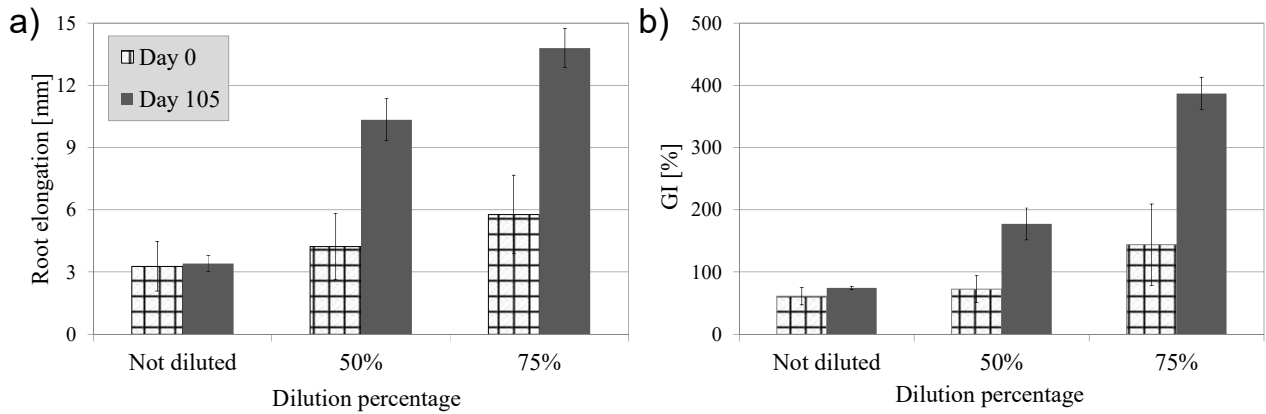 a)
Root elongation [mm]
15
12
9
6
3
0
Day 0
Day 105
Not diluted
50%
75%
Dilution percentage
b)
GI [%]
500
400
300
200
100
0
Not diluted
50%
75%
Dilution percentage